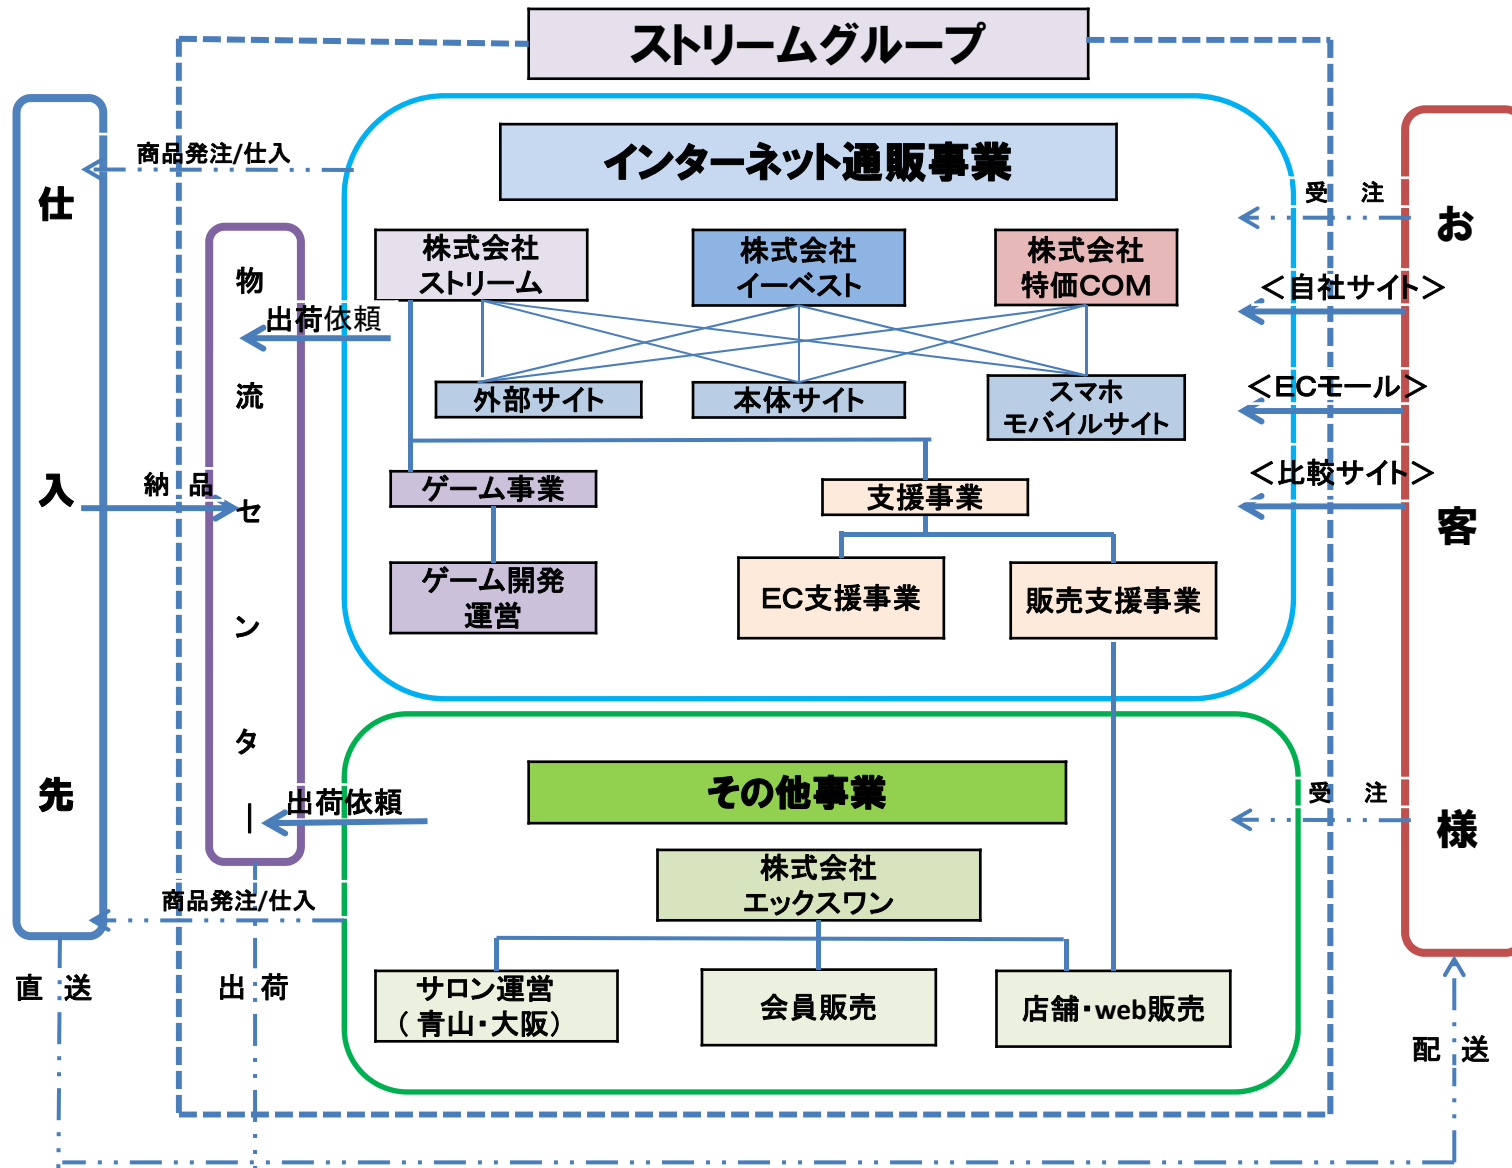 ストリームグループ
インターネット通販事業
商品発注/仕入
仕入先
物流センター
お客様
受　注
株式会社
ストリーム
株式会社
イーベスト
株式会社
特価COM
＜自社サイト＞
出荷依頼
外部サイト
本体サイト
スマホ
モバイルサイト
＜ECモール＞
＜比較サイト＞
納　品
ゲーム事業
支援事業
ゲーム開発
運営
EC支援事業
販売支援事業
その他事業
出荷依頼
受　注
株式会社
エックスワン
商品発注/仕入
サロン運営
（青山・大阪）
会員販売
店舗・web販売
直　送
出　荷
配　送